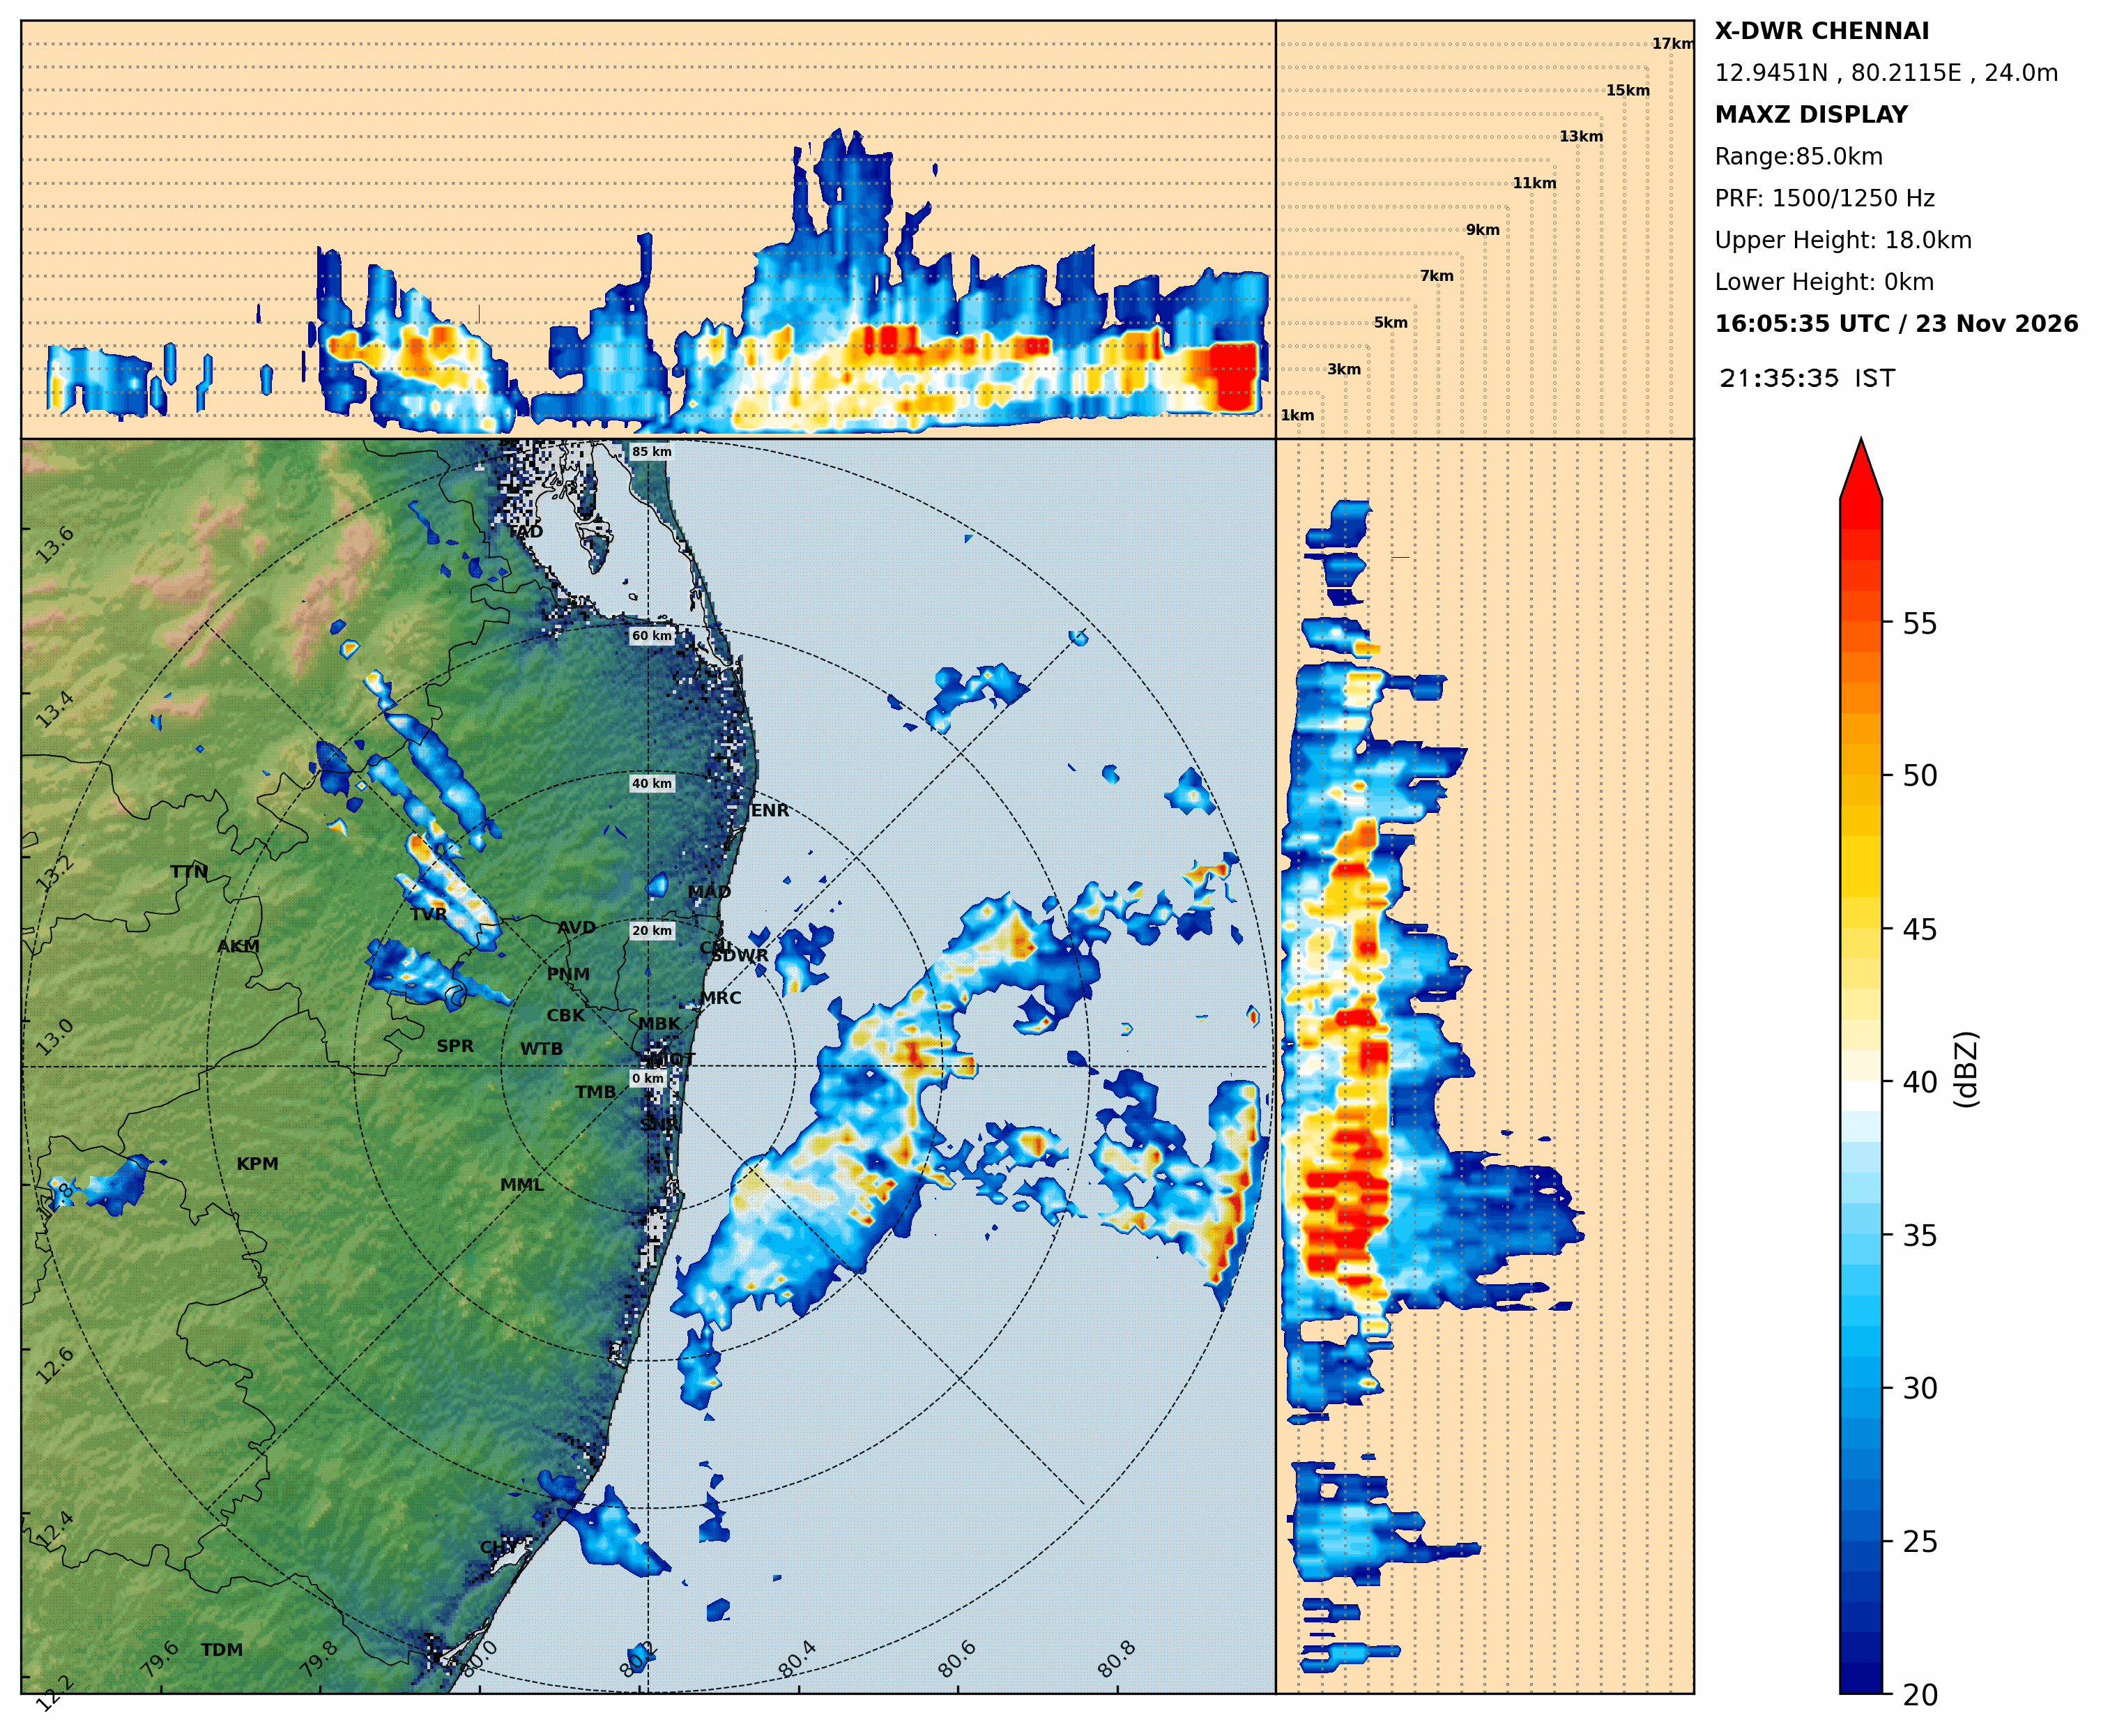 X-DWR CHENNAI
12.9451N , 80.2115E , 24.0m
MAXZ DISPLAY
Range:85.0km
PRF: 1500/1250 Hz
Upper Height: 18.0km
Lower Height: 0km
16:05:35 UTC / 23 Nov 2026
21:35:35 IST
17km
15km
13km
11km
9km
7km
5km
3km
1km
85 km
60 km
40 km
20 km
0 km
TAD
ENR
TTN
MAD
TVR
AVD
AKM
SDWR
PNM
MRC
CBK
MBK
SPR
WTB
TMB
SNR
KPM
MML
CHY
TDM
13.6
13.4
13.2
13.0
12.8
12.6
12.4
12.2
79.6
79.8
80.0
80.2
80.4
80.6
80.8
55
50
45
40
35
30
25
20
(dBZ)